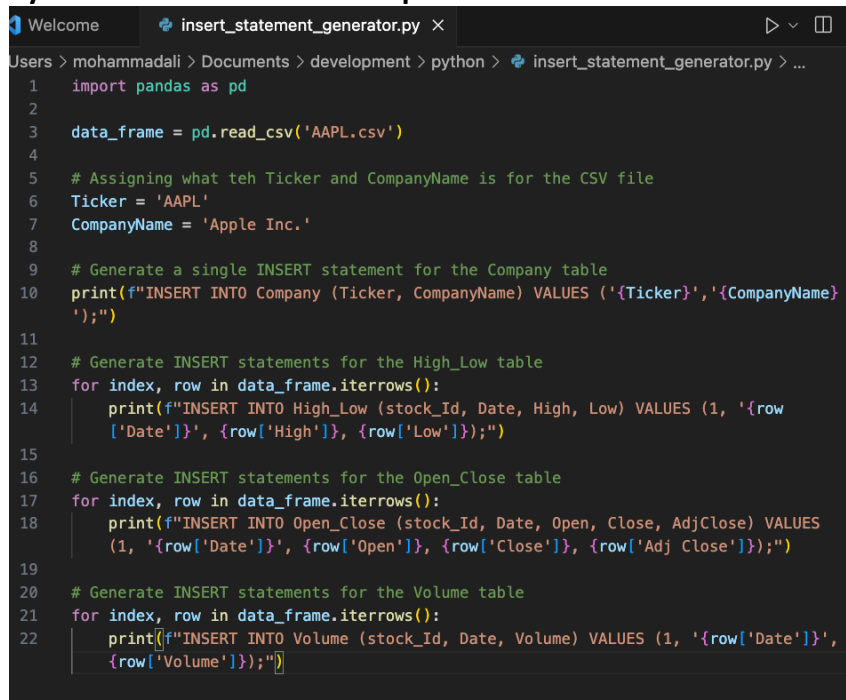 Welcome insert_statement_generator.py ×
Users > mohammadali > Documents > development > python > insert_statement_generator.py > ...
1 import pandas as pd
2
3 data_frame = pd.read_csv('AAPL.csv')
4
5 # Assigning what teh Ticker and CompanyName is for the CSV file
6 Ticker = 'AAPL'
7 CompanyName = 'Apple Inc.'
8
9 # Generate a single INSERT statement for the Company table
10 print(f"INSERT INTO Company (Ticker, CompanyName) VALUES ('{Ticker}','{CompanyName}
');")
11
12 # Generate INSERT statements for the High_Low table
13 for index, row in data_frame.iterrows():
14 print(f"INSERT INTO High_Low (stock_Id, Date, High, Low) VALUES (1, '{row
['Date']}', {row['High']}, {row['Low']});")
15
16 # Generate INSERT statements for the Open_Close table
17 for index, row in data_frame.iterrows():
18 print(f"INSERT INTO Open_Close (stock_Id, Date, Open, Close, AdjClose) VALUES
(1, '{row['Date']}', {row['Open']}, {row['Close']}, {row['Adj Close']});")
19
20 # Generate INSERT statements for the Volume table
21 for index, row in data_frame.iterrows():
22 print(f"INSERT INTO Volume (stock_Id, Date, Volume) VALUES (1, '{row['Date']}',
{row['Volume']});")